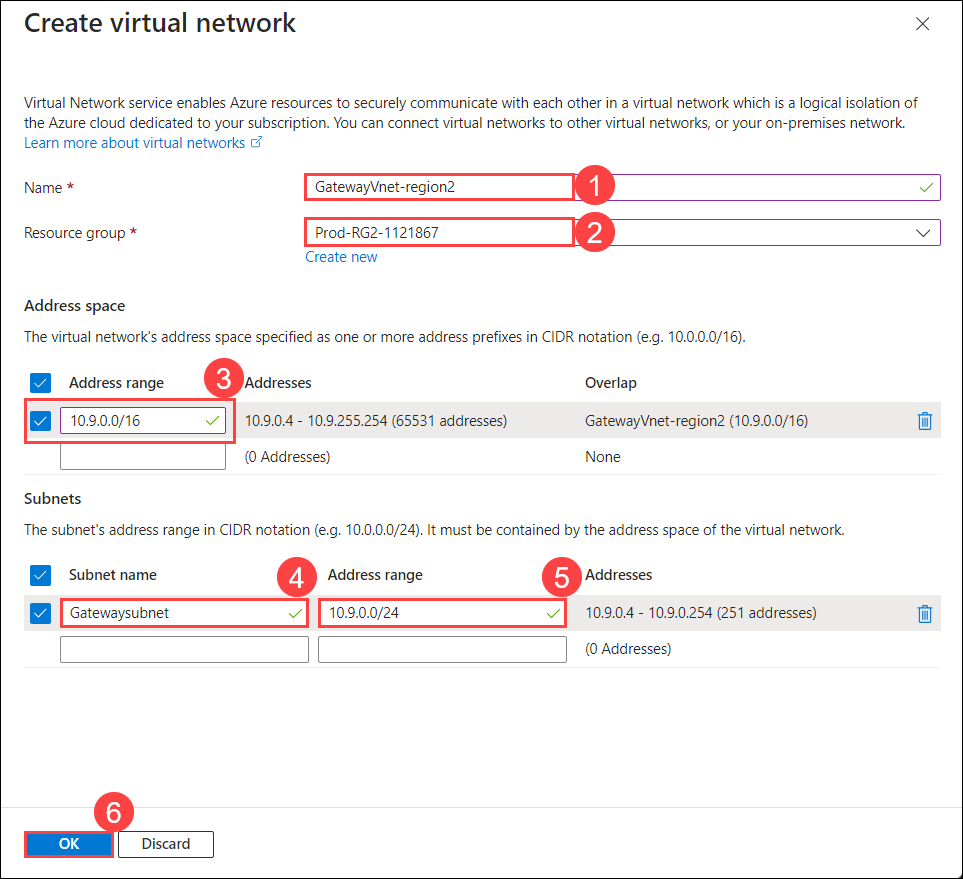 Create virtual network
Virtual Network service enables Azure resources to securely communicate with each other in a virtual network which is a logical isolation of
the Azure cloud dedicated to your subscription. You can connect virtual networks to other virtual networks, or your on-premises network.
Learn more about virtual networks
Name * GatewayVnet-region2 1
Resource group * Prod-RG2-1121867 2
Create new
Address space
The virtual network's address space specified as one or more address prefixes in CIDR notation (e.g. 10.0.0.0/16).
Address range 3 Addresses Overlap
10.9.0.0/16 10.9.0.4 - 10.9.255.254 (65531 addresses) GatewayVnet-region2 (10.9.0.0/16)
(0 Addresses) None
Subnets
The subnet's address range in CIDR notation (e.g. 10.0.0.0/24). It must be contained by the address space of the virtual network.
Subnet name 4 Address range 5 Addresses
Gatewaysubnet 10.9.0.0/24 10.9.0.4 - 10.9.0.254 (251 addresses)
(0 Addresses)
6
OK Discard